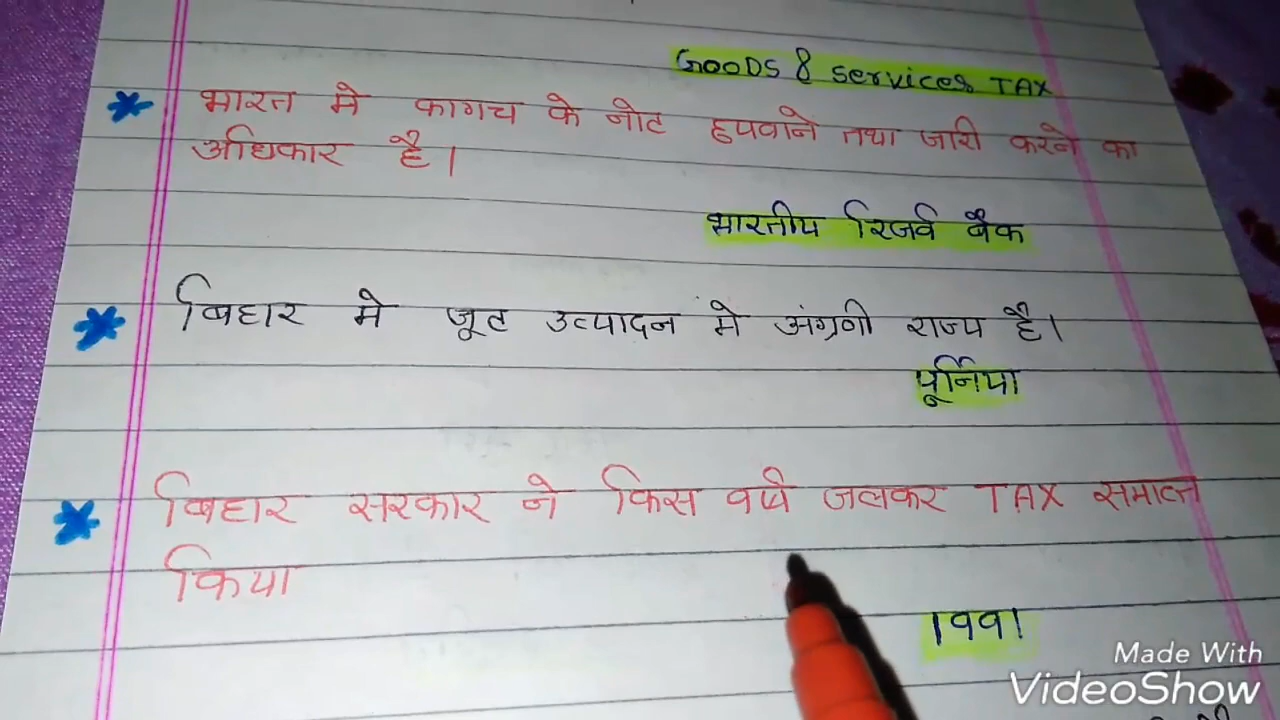 GOODS & Services TAX
भारत मे कागच के नोट छपवाने तथा जारी करने का
अधिकार है।
भारतीय रिजर्व बैंक
बिहार मे जूट उत्पादन मे अंग्रणी राज्य है।
पूर्निया
बिहार सरकार ने किस वर्ष जलकर TAX समाप्त
किया
1991
Made With
VideoShow